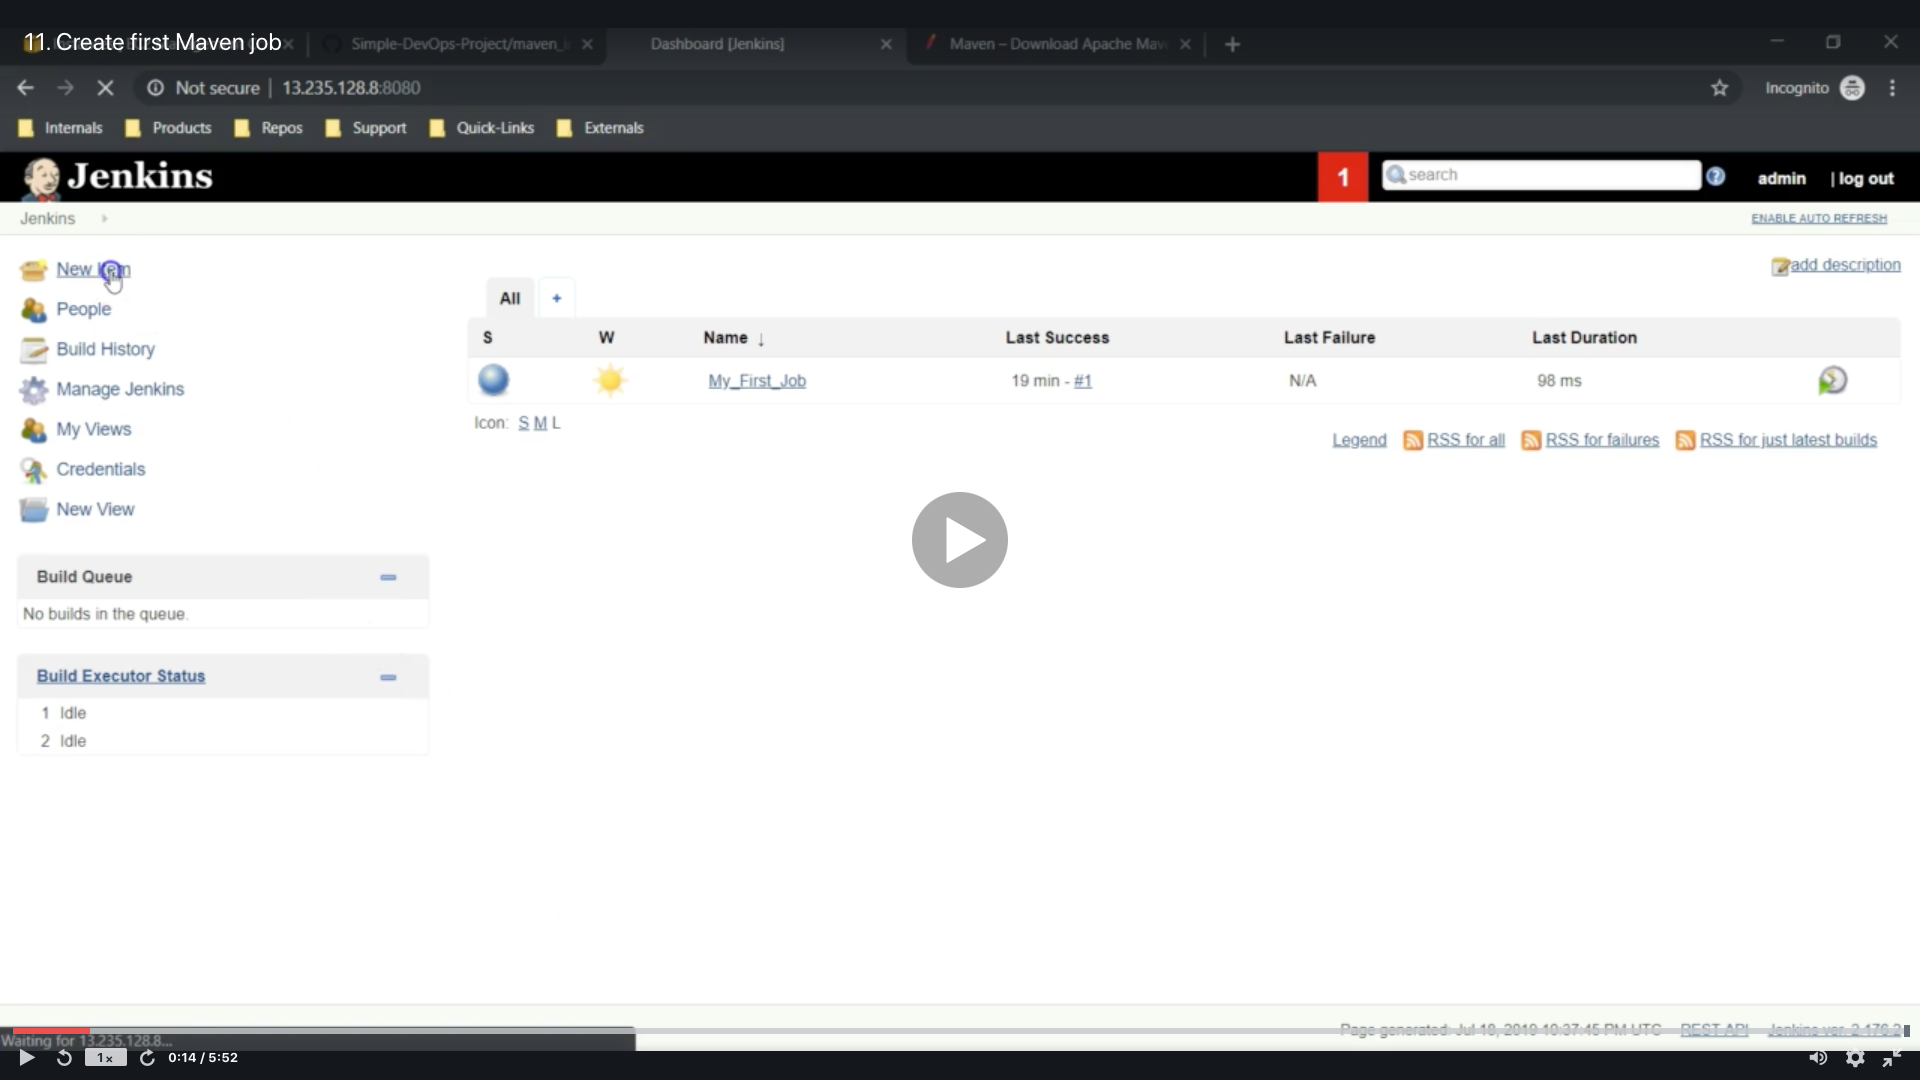 11. Create first Maven job
Simple-DevOps-Project/maven_
Dashboard [Jenkins]
Maven – Download Apache Mav
Not secure | 13.235.128.8:8080
Incognito
Internals Products Repos Support Quick-Links Externals
Jenkins
1
search
admin | log out
Jenkins
ENABLE AUTO REFRESH
New Item
add description
People
Build History
Manage Jenkins
My Views
Credentials
New View
All +
S W Name ↓ Last Success Last Failure Last Duration
My_First_Job 19 min - #1 N/A 98 ms
Icon: S M L
Legend RSS for all RSS for failures RSS for just latest builds
Build Queue
No builds in the queue.
Build Executor Status
1 Idle
2 Idle
Page generated: Jul 18, 2019 10:37:45 PM UTC REST API Jenkins ver. 2.176.2
Waiting for 13.235.128.8...
1x
0:14 / 5:52